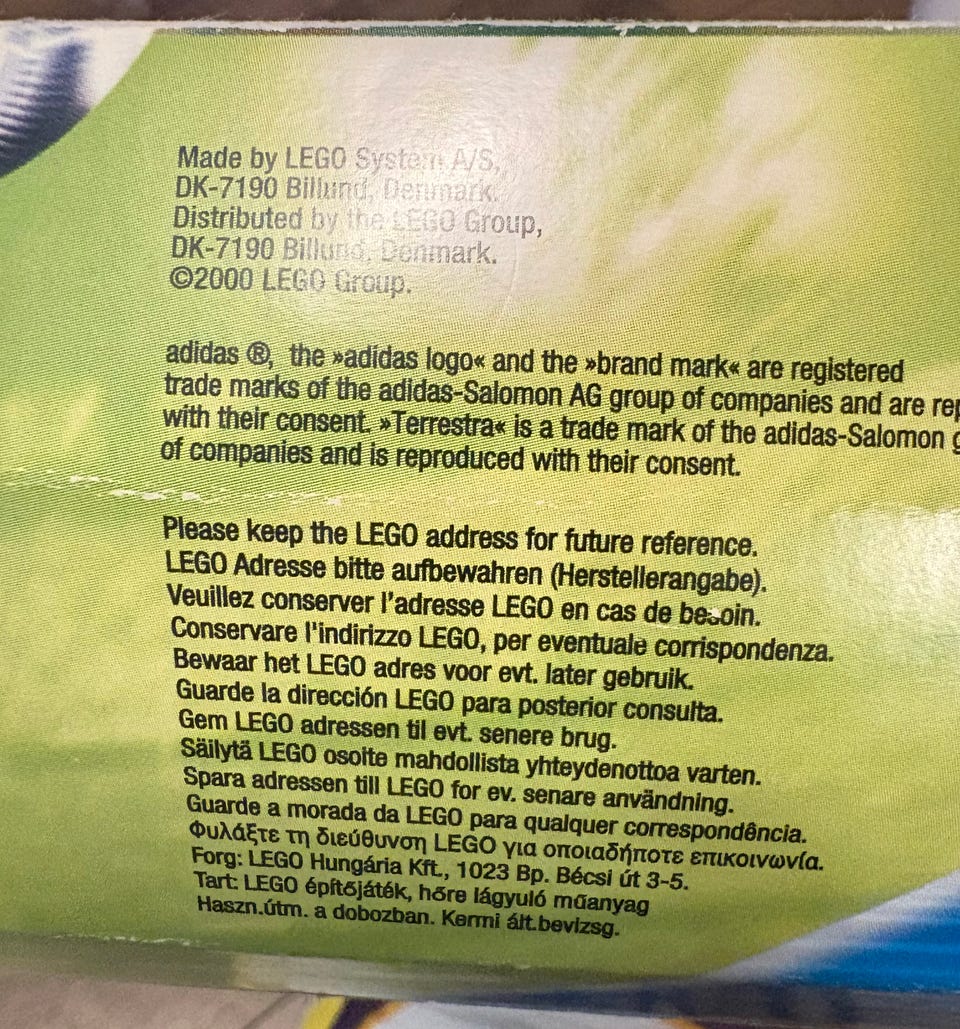 Made by LEGO System A/S,
DK-7190 Billund, Denmark.
Distributed by the LEGO Group,
DK-7190 Billund, Denmark.
©2000 LEGO Group.
adidas ®, the »adidas logo« and the »brand mark« are registered
trade marks of the adidas-Salomon AG group of companies and are
with their consent. »Terrestra« is a trade mark of the adidas-Salomon
of companies and is reproduced with their consent.
Please keep the LEGO address for future reference.
LEGO Adresse bitte aufbewahren (Herstellerangabe).
Veuillez conserver l'adresse LEGO en cas de besoin.
Conservare l'indirizzo LEGO, per eventuale corrispondenza.
Bewaar het LEGO adres voor evt. later gebruik.
Guarde la dirección LEGO para posterior consulta.
Gem LEGO adressen til evt. senere brug.
Säilytä LEGO osoite mahdollista yhteydenottoa varten.
Spara adressen till LEGO for ev. senare användning.
Guarde a morada da LEGO para qualquer correspondência.
Φυλάξτε τη διεύθυνση LEGO για οποιαδήποτε επικοινωνία.
Forg: LEGO Hungária Kft., 1023 Bp. Bécsi út 3-5.
Tart: LEGO építőjáték, hőre lágyuló műanyag
Haszn.útm. a dobozban. Kermi ált.bevizsg.